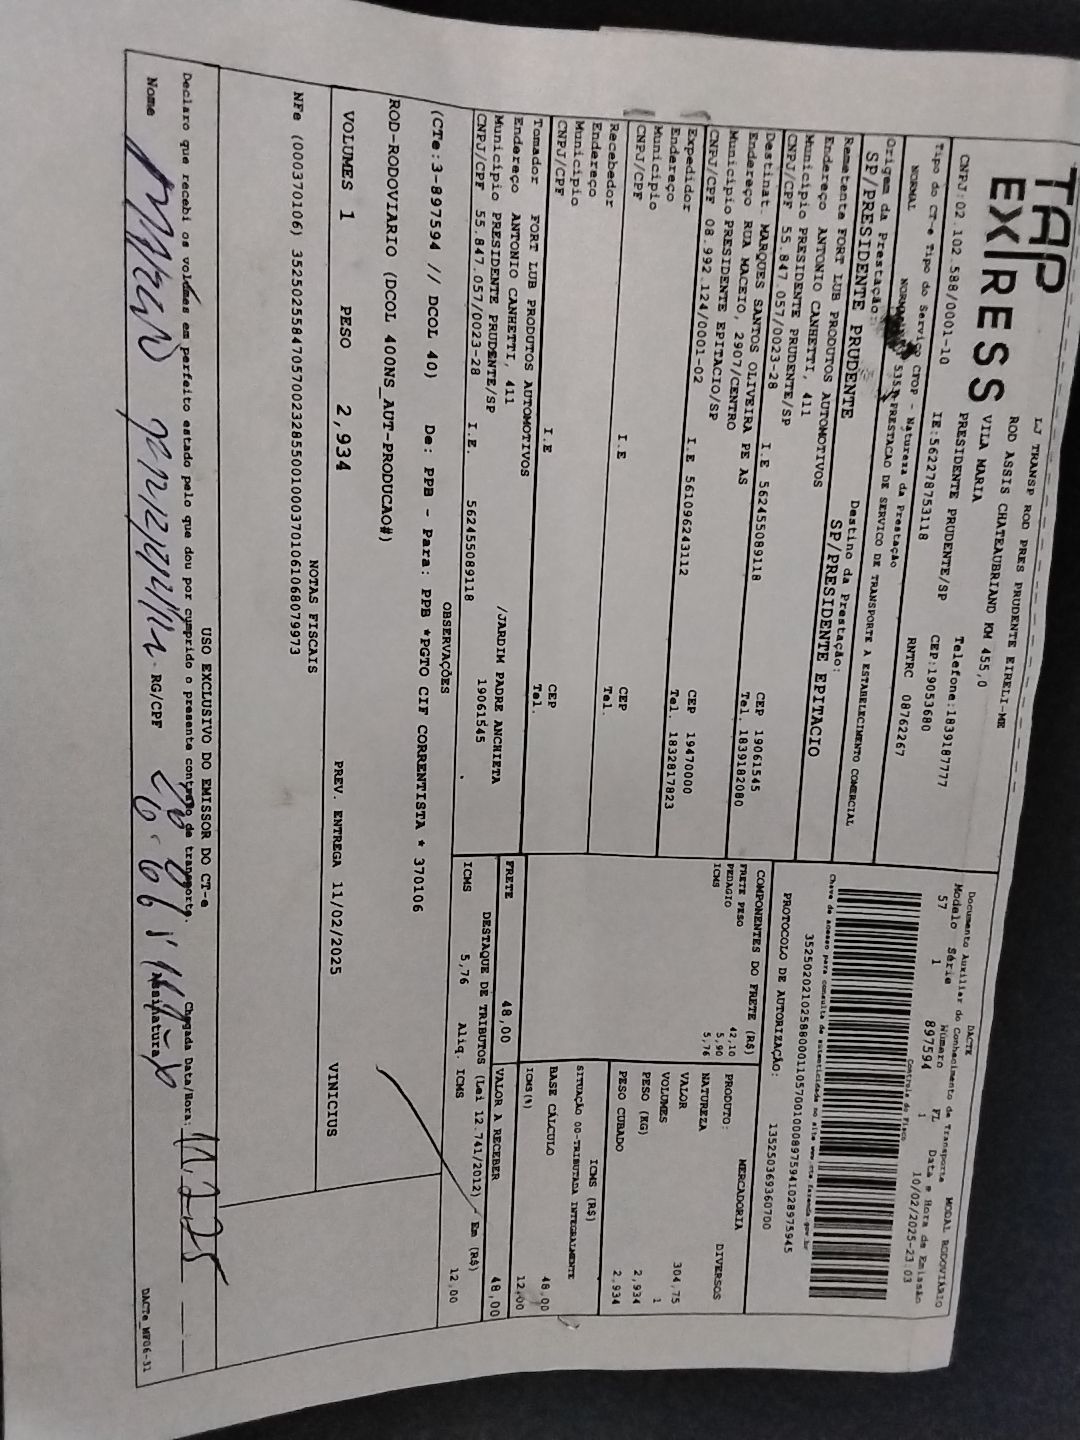 TAP
EXPRESS
LJ TRANSP ROD PRES PRUDENTE EIRELI-ME
ROD ASSIS CHATEAUBRIAND KM 455,0
VILA MARIA
PRESIDENTE PRUDENTE/SP Telefone:1839187777
CNPJ:02.102.588/0001-10 IE:562278753118 CEP:19053680
RNTRC 08762267
Tipo do CT-e Tipo do Serviço CFOP - Natureza da Prestação
NORMAL NORMAL 5353-PRESTACAO DE SERVICO DE TRANSPORTE A ESTABELECIMENTO COMERCIAL
Origem da Prestação: Destino da Prestação:
SP/PRESIDENTE PRUDENTE SP/PRESIDENTE EPITACIO
Remetente FORT LUB PRODUTOS AUTOMOTIVOS
Endereço ANTONIO CANHETTI, 411
Município PRESIDENTE PRUDENTE/SP CEP 19061545
CNPJ/CPF 55.847.057/0023-28 I.E 562455089118 Tel. 1839182080
Destinat. MARQUES SANTOS OLIVEIRA PE AS
Endereço RUA MACEIO, 2907/CENTRO
Município PRESIDENTE EPITACIO/SP CEP 19470000
CNPJ/CPF 08.992.124/0001-02 I.E 561096243112 Tel. 1832817823
Expedidor
Endereço
Município CEP
CNPJ/CPF I.E Tel.
Recebedor
Endereço
Município CEP
CNPJ/CPF I.E Tel.
Tomador FORT LUB PRODUTOS AUTOMOTIVOS
Endereço ANTONIO CANHETTI, 411 /JARDIM PADRE ANCHIETA
Município PRESIDENTE PRUDENTE/SP 19061545
CNPJ/CPF 55.847.057/0023-28 I.E. 562455089118
DACTE MODAL RODOVIÁRIO
Documento Auxiliar do Conhecimento de Transporte
Modelo Série Número FL Data e Hora de Emissão
57 1 897594 1 10/02/2025-23.03
Controle do Fisco
Chave de acesso para consulta de autenticidade no site www.cte.fazenda.gov.br
35250202102588000110570010008975941028975945
PROTOCOLO DE AUTORIZAÇÃO: 135250369360700
COMPONENTES DO FRETE (R$)
FRETE PESO 42,10
PEDAGIO 5,90
ICMS 5,76
MERCADORIA
PRODUTO: DIVERSOS
NATUREZA
VALOR 304,75
VOLUMES 1
PESO (KG) 2,934
PESO CUBADO 2,934
ICMS (R$)
SITUAÇÃO 00-TRIBUTADA INTEGRALMENTE
BASE CÁLCULO 48,00
ICMS(%) 12,00
FRETE 48,00 VALOR A RECEBER 48,00
DESTAQUE DE TRIBUTOS (Lei 12.741/2012) Em (R$)
ICMS 5,76 Aliq. ICMS 12,00
OBSERVAÇÕES
(CTe:3-897594 // DCOL 40) De: PPB - Para: PPB *PGTO CIF CORRENTISTA * 370106
ROD-RODOVIARIO (DCOL 400NS_AUT-PRODUCAO#)
VOLUMES 1 PESO 2,934 PREV. ENTREGA 11/02/2025 VINICIUS
NOTAS FISCAIS
NFe (000370106) 35250255847057002328550010003701061068079973
USO EXCLUSIVO DO EMISSOR DO CT-e
Declaro que recebi os volumes em perfeito estado pelo que dou por cumprido o presente contrato de transporte. Chegada Data/Hora:
Nome RG/CPF Assinatura
DACTe_MF06-S1